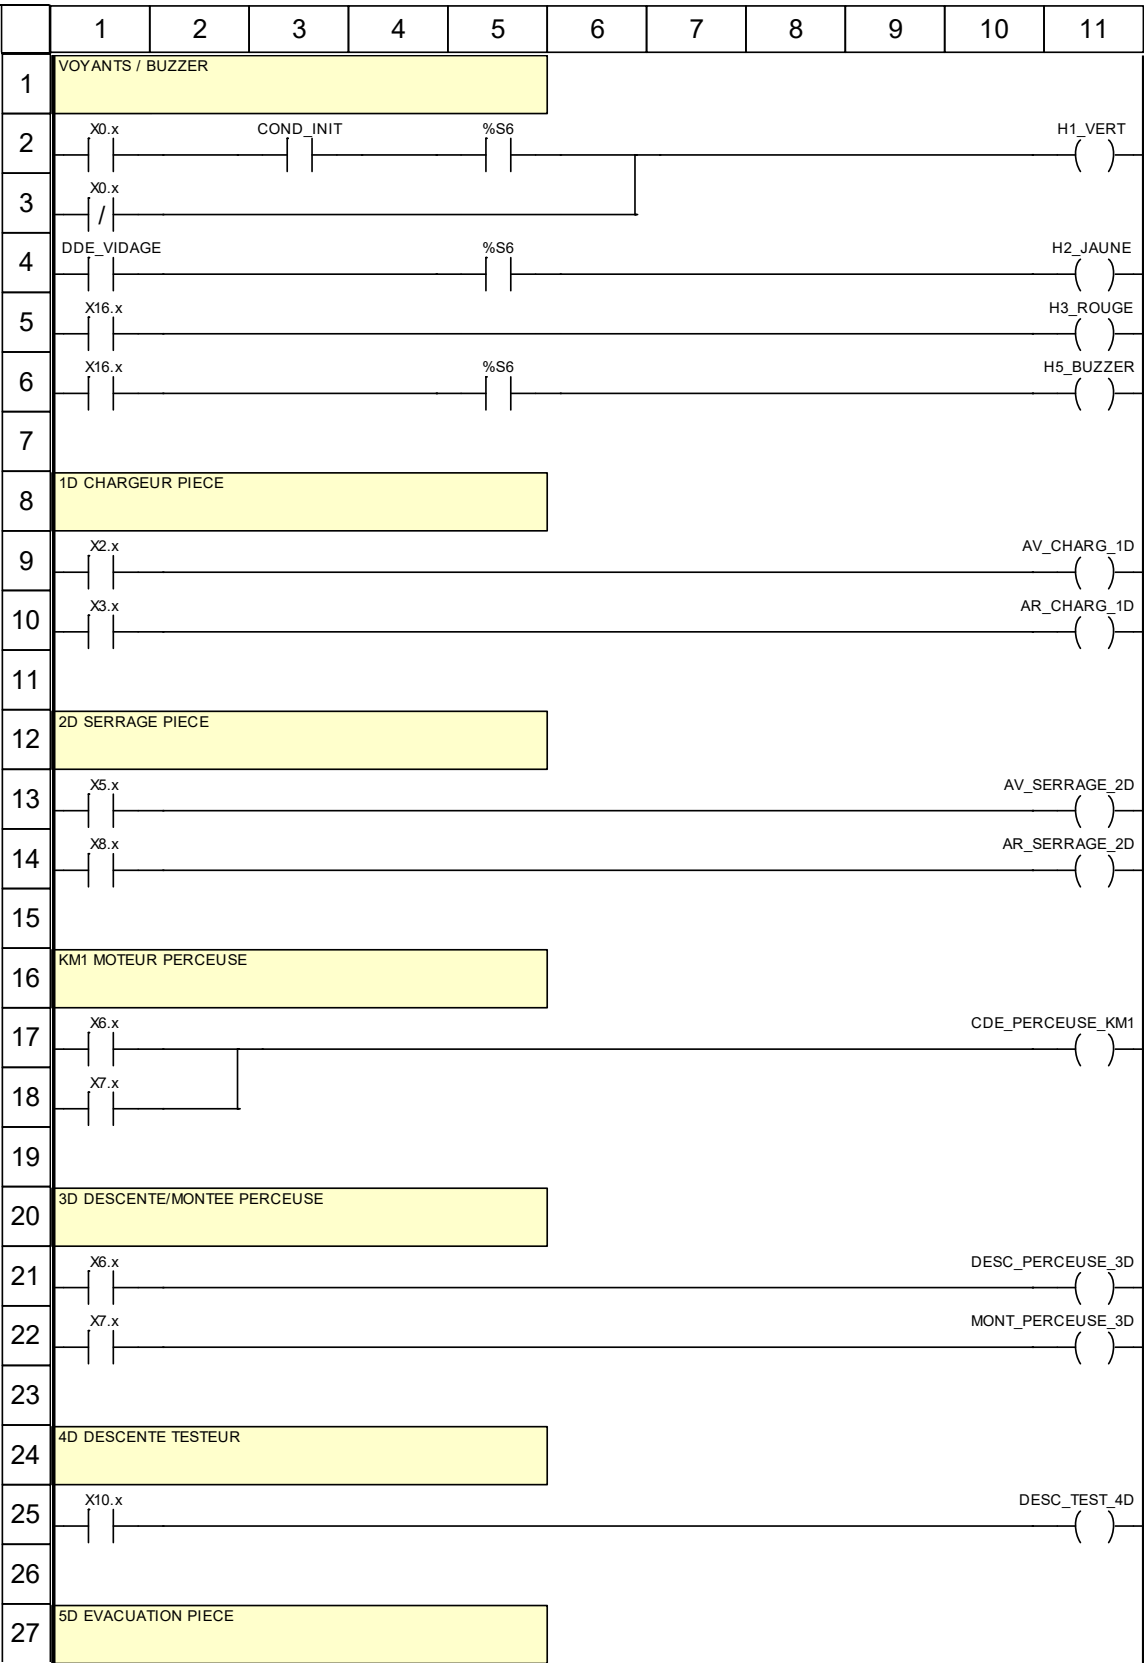 1 2 3 4 5 6 7 8 9 10 11
1 VOYANTS / BUZZER
X0.x COND_INIT %S6 H1_VERT
2
X0.x
3 /
DDE_VIDAGE %S6 H2_JAUNE
4
X16.x H3_ROUGE
5
X16.x %S6 H5_BUZZER
6
7
8 1D CHARGEUR PIECE
X2.x AV_CHARG_1D
9
X3.x AR_CHARG_1D
10
11
12 2D SERRAGE PIECE
X5.x AV_SERRAGE_2D
13
X8.x AR_SERRAGE_2D
14
15
16 KM1 MOTEUR PERCEUSE
X6.x CDE_PERCEUSE_KM1
17
X7.x
18
19
20 3D DESCENTE/MONTEE PERCEUSE
X6.x DESC_PERCEUSE_3D
21
X7.x MONT_PERCEUSE_3D
22
23
24 4D DESCENTE TESTEUR
X10.x DESC_TEST_4D
25
26
27 5D EVACUATION PIECE